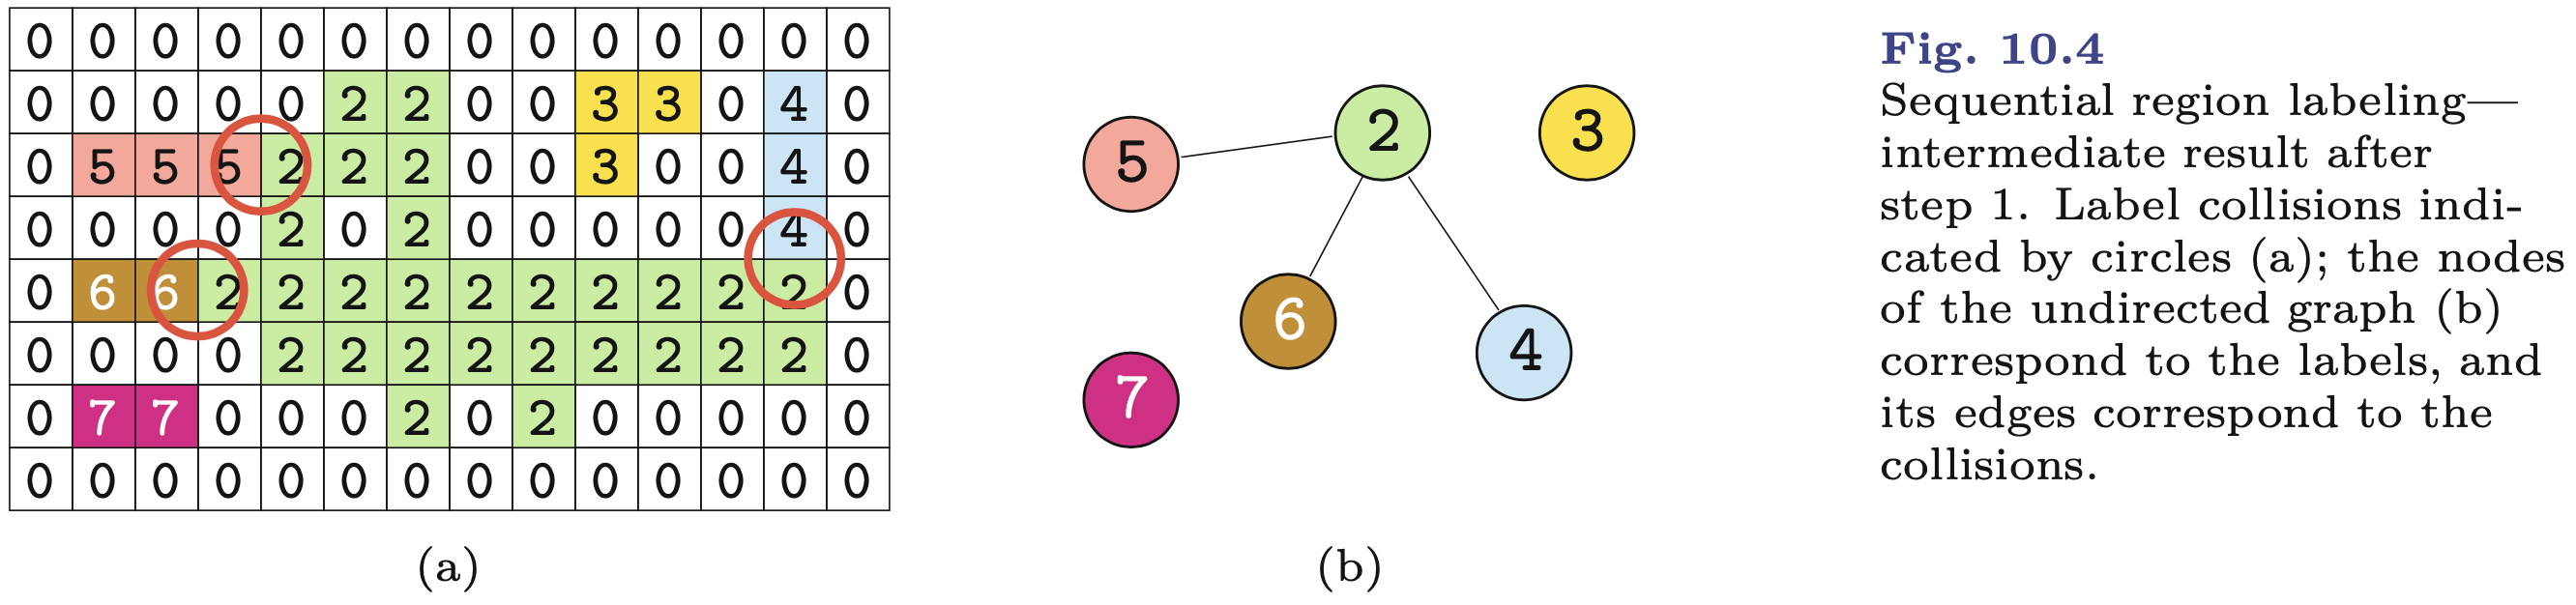 0 0 0 0 0 0 0 0 0 0 0 0 0 0
0 0 0 0 0 2 2 0 0 3 3 0 4 0
0 5 5 5 2 2 2 0 0 3 0 0 4 0
0 0 0 0 2 0 2 0 0 0 0 0 4 0
0 6 6 2 2 2 2 2 2 2 2 2 2 0
0 0 0 0 2 2 2 2 2 2 2 2 2 0
0 7 7 0 0 0 2 0 2 0 0 0 0 0
0 0 0 0 0 0 0 0 0 0 0 0 0 0
(a)
2
3
5
6
4
7
(b)
Fig. 10.4
Sequential region labeling—
intermediate result after
step 1. Label collisions indi-
cated by circles (a); the nodes
of the undirected graph (b)
correspond to the labels, and
its edges correspond to the
collisions.